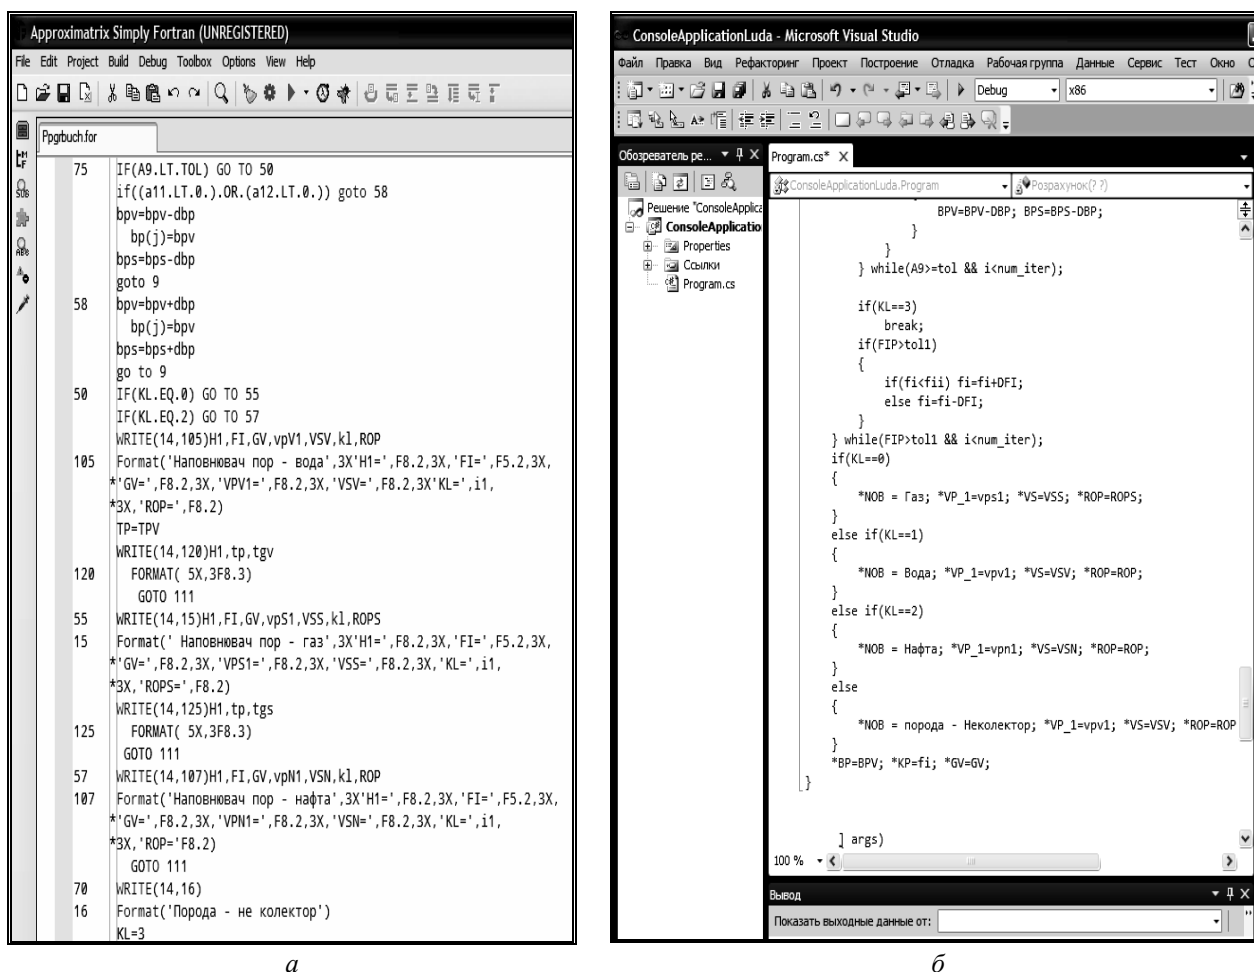 Approximatrix Simply Fortran (UNREGISTERED)
File Edit Project Build Debug Toolbox Options View Help
Ppgrbuch.for
75 IF(A9.LT.TOL) GO TO 50
if((a11.LT.0.).OR.(a12.LT.0.)) goto 58
bpv=bpv-dbp
bp(j)=bpv
bps=bps-dbp
goto 9
58 bpv=bpv+dbp
bp(j)=bpv
bps=bps+dbp
go to 9
50 IF(KL.EQ.0) GO TO 55
IF(KL.EQ.2) GO TO 57
WRITE(14,105)H1,FI,GV,vpV1,VSV,kl,ROP
105 Format('Наповнювач пор - вода',3X'H1=',F8.2,3X,'FI=',F5.2,3X,
*'GV=',F8.2,3X,'VPV1=',F8.2,3X,'VSV=',F8.2,3X'KL=',i1,
*3X,'ROP=',F8.2)
TP=TPV
WRITE(14,120)H1,tp,tgv
120 FORMAT( 5X,3F8.3)
GOTO 111
55 WRITE(14,15)H1,FI,GV,vpS1,VSS,kl,ROPS
15 Format(' Наповнювач пор - газ',3X'H1=',F8.2,3X,'FI=',F5.2,3X,
*'GV=',F8.2,3X,'VPS1=',F8.2,3X,'VSS=',F8.2,3X,'KL=',i1,
*3X,'ROPS=',F8.2)
WRITE(14,125)H1,tp,tgs
125 FORMAT( 5X,3F8.3)
GOTO 111
57 WRITE(14,107)H1,FI,GV,vpN1,VSN,kl,ROP
107 Format('Наповнювач пор - нафта',3X'H1=',F8.2,3X,'FI=',F5.2,3X,
*'GV=',F8.2,3X,'VPN1=',F8.2,3X,'VSN=',F8.2,3X,'KL=',i1,
*3X,'ROP='F8.2)
GOTO 111
70 WRITE(14,16)
16 Format('Порода - не колектор')
KL=3
а
ConsoleApplicationLuda - Microsoft Visual Studio
Файл Правка Вид Рефакторинг Проект Построение Отладка Рабочая группа Данные Сервис Тест Окно С
Debug x86
Обозреватель ре...
Program.cs*
ConsoleApplicationLuda.Program
Розрахунок(? ?)
Решение "ConsoleApplica
ConsoleApplicatio
Properties
Ссылки
Program.cs
BPV=BPV-DBP; BPS=BPS-DBP;
}
}
} while(A9>=tol && i<num_iter);
if(KL==3)
break;
if(FIP>tol1)
{
if(fi<fii) fi=fi+DFI;
else fi=fi-DFI;
}
} while(FIP>tol1 && i<num_iter);
if(KL==0)
{
*NOB = Газ; *VP_1=vps1; *VS=VSS; *ROP=ROPS;
}
else if(KL==1)
{
*NOB = Вода; *VP_1=vpv1; *VS=VSV; *ROP=ROP;
}
else if(KL==2)
{
*NOB = Нафта; *VP_1=vpn1; *VS=VSN; *ROP=ROP;
}
else
{
*NOB = порода - Неколектор; *VP_1=vpv1; *VS=VSV; *ROP=ROP
}
*BP=BPV; *KP=fi; *GV=GV;
}
] args)
100 %
Вывод
Показать выходные данные от:
б